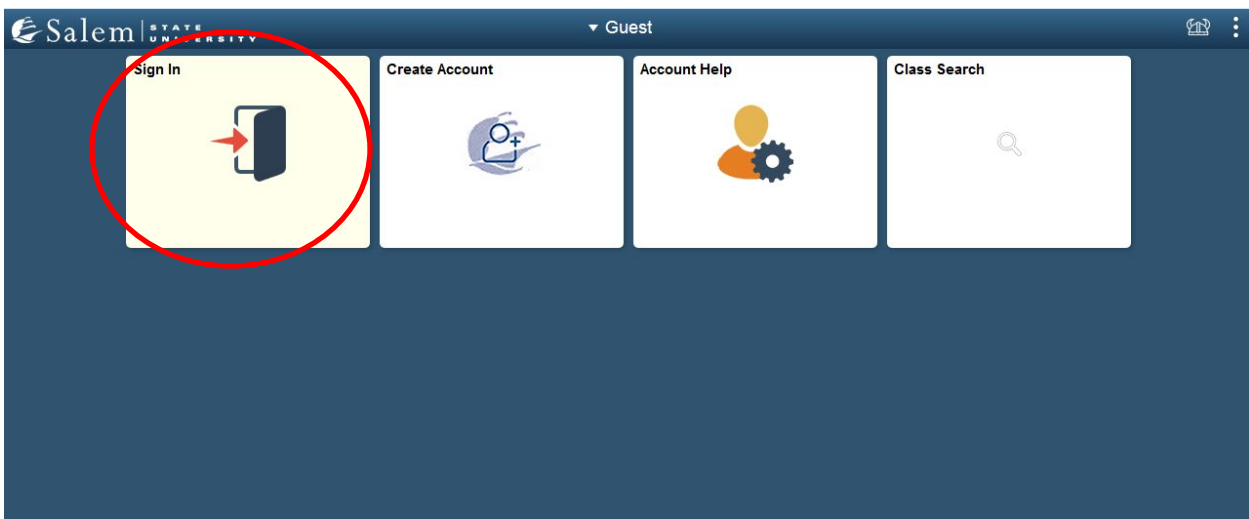 Salem STATE UNIVERSITY
Guest
Sign In
Create Account
Account Help
Class Search